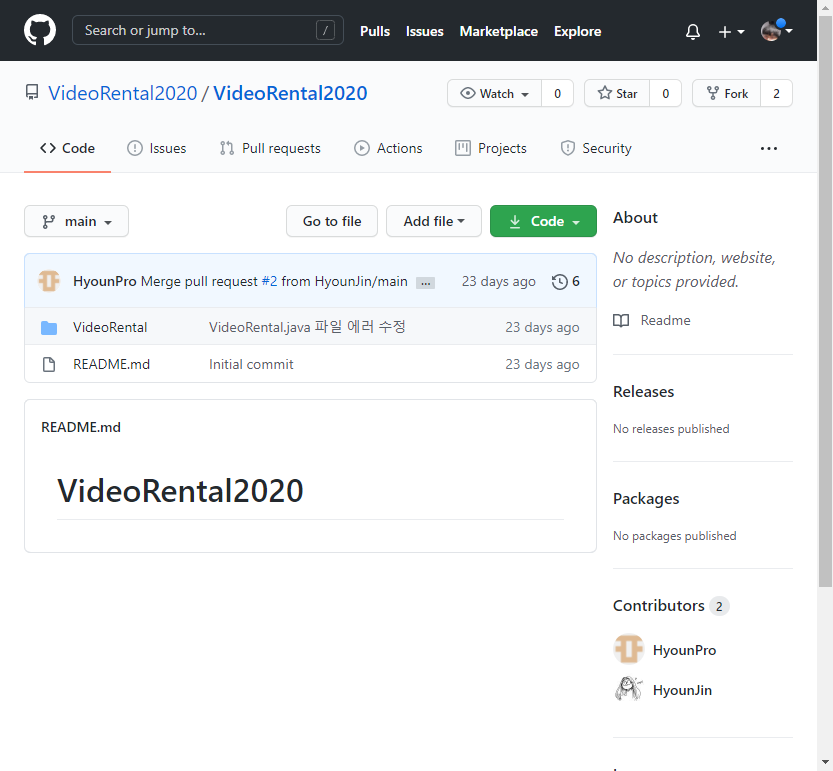 Search or jump to... / Pulls Issues Marketplace Explore
VideoRental2020 / VideoRental2020 Watch 0 Star 0 Fork 2
Code Issues Pull requests Actions Projects Security ...
main Go to file Add file Code
About
No description, website,
or topics provided.
HyounPro Merge pull request #2 from HyounJin/main ... 23 days ago 6
VideoRental VideoRental.java 파일 에러 수정 23 days ago
README.md Initial commit 23 days ago
Readme
README.md
VideoRental2020
Releases
No releases published
Packages
No packages published
Contributors 2
HyounPro
HyounJin